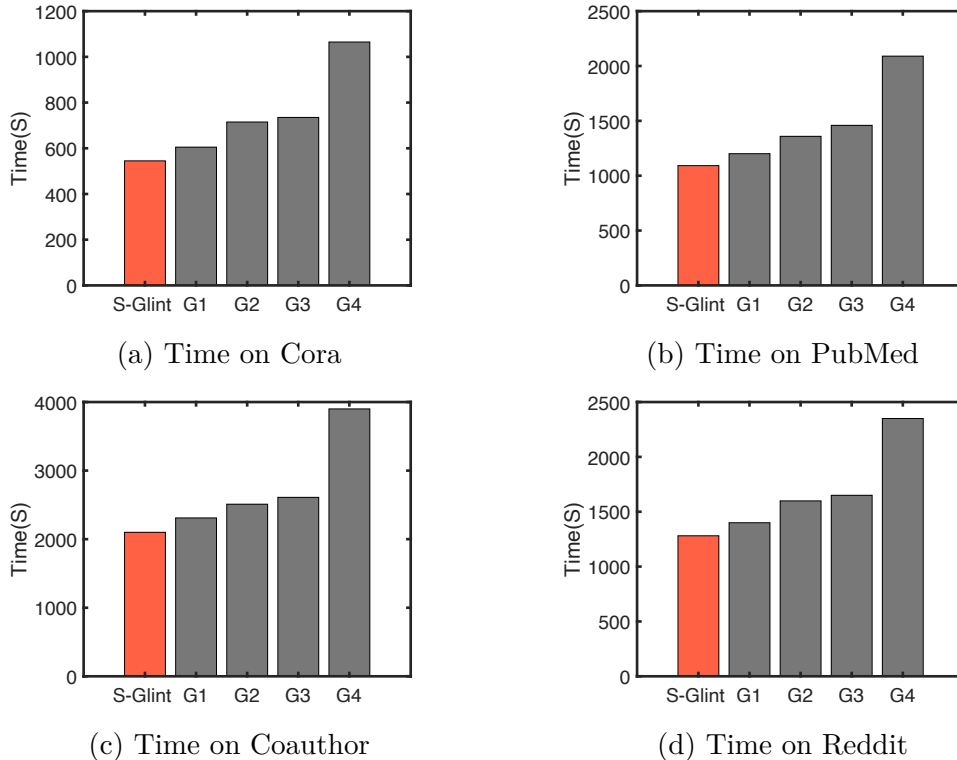 1200
1000
800
600
400
200
0
Time(S)
S-Glint G1 G2 G3 G4
(a) Time on Cora
2500
2000
1500
1000
500
0
Time(S)
S-Glint G1 G2 G3 G4
(b) Time on PubMed
4000
3000
2000
1000
0
Time(S)
S-Glint G1 G2 G3 G4
(c) Time on Coauthor
2500
2000
1500
1000
500
0
Time(S)
S-Glint G1 G2 G3 G4
(d) Time on Reddit